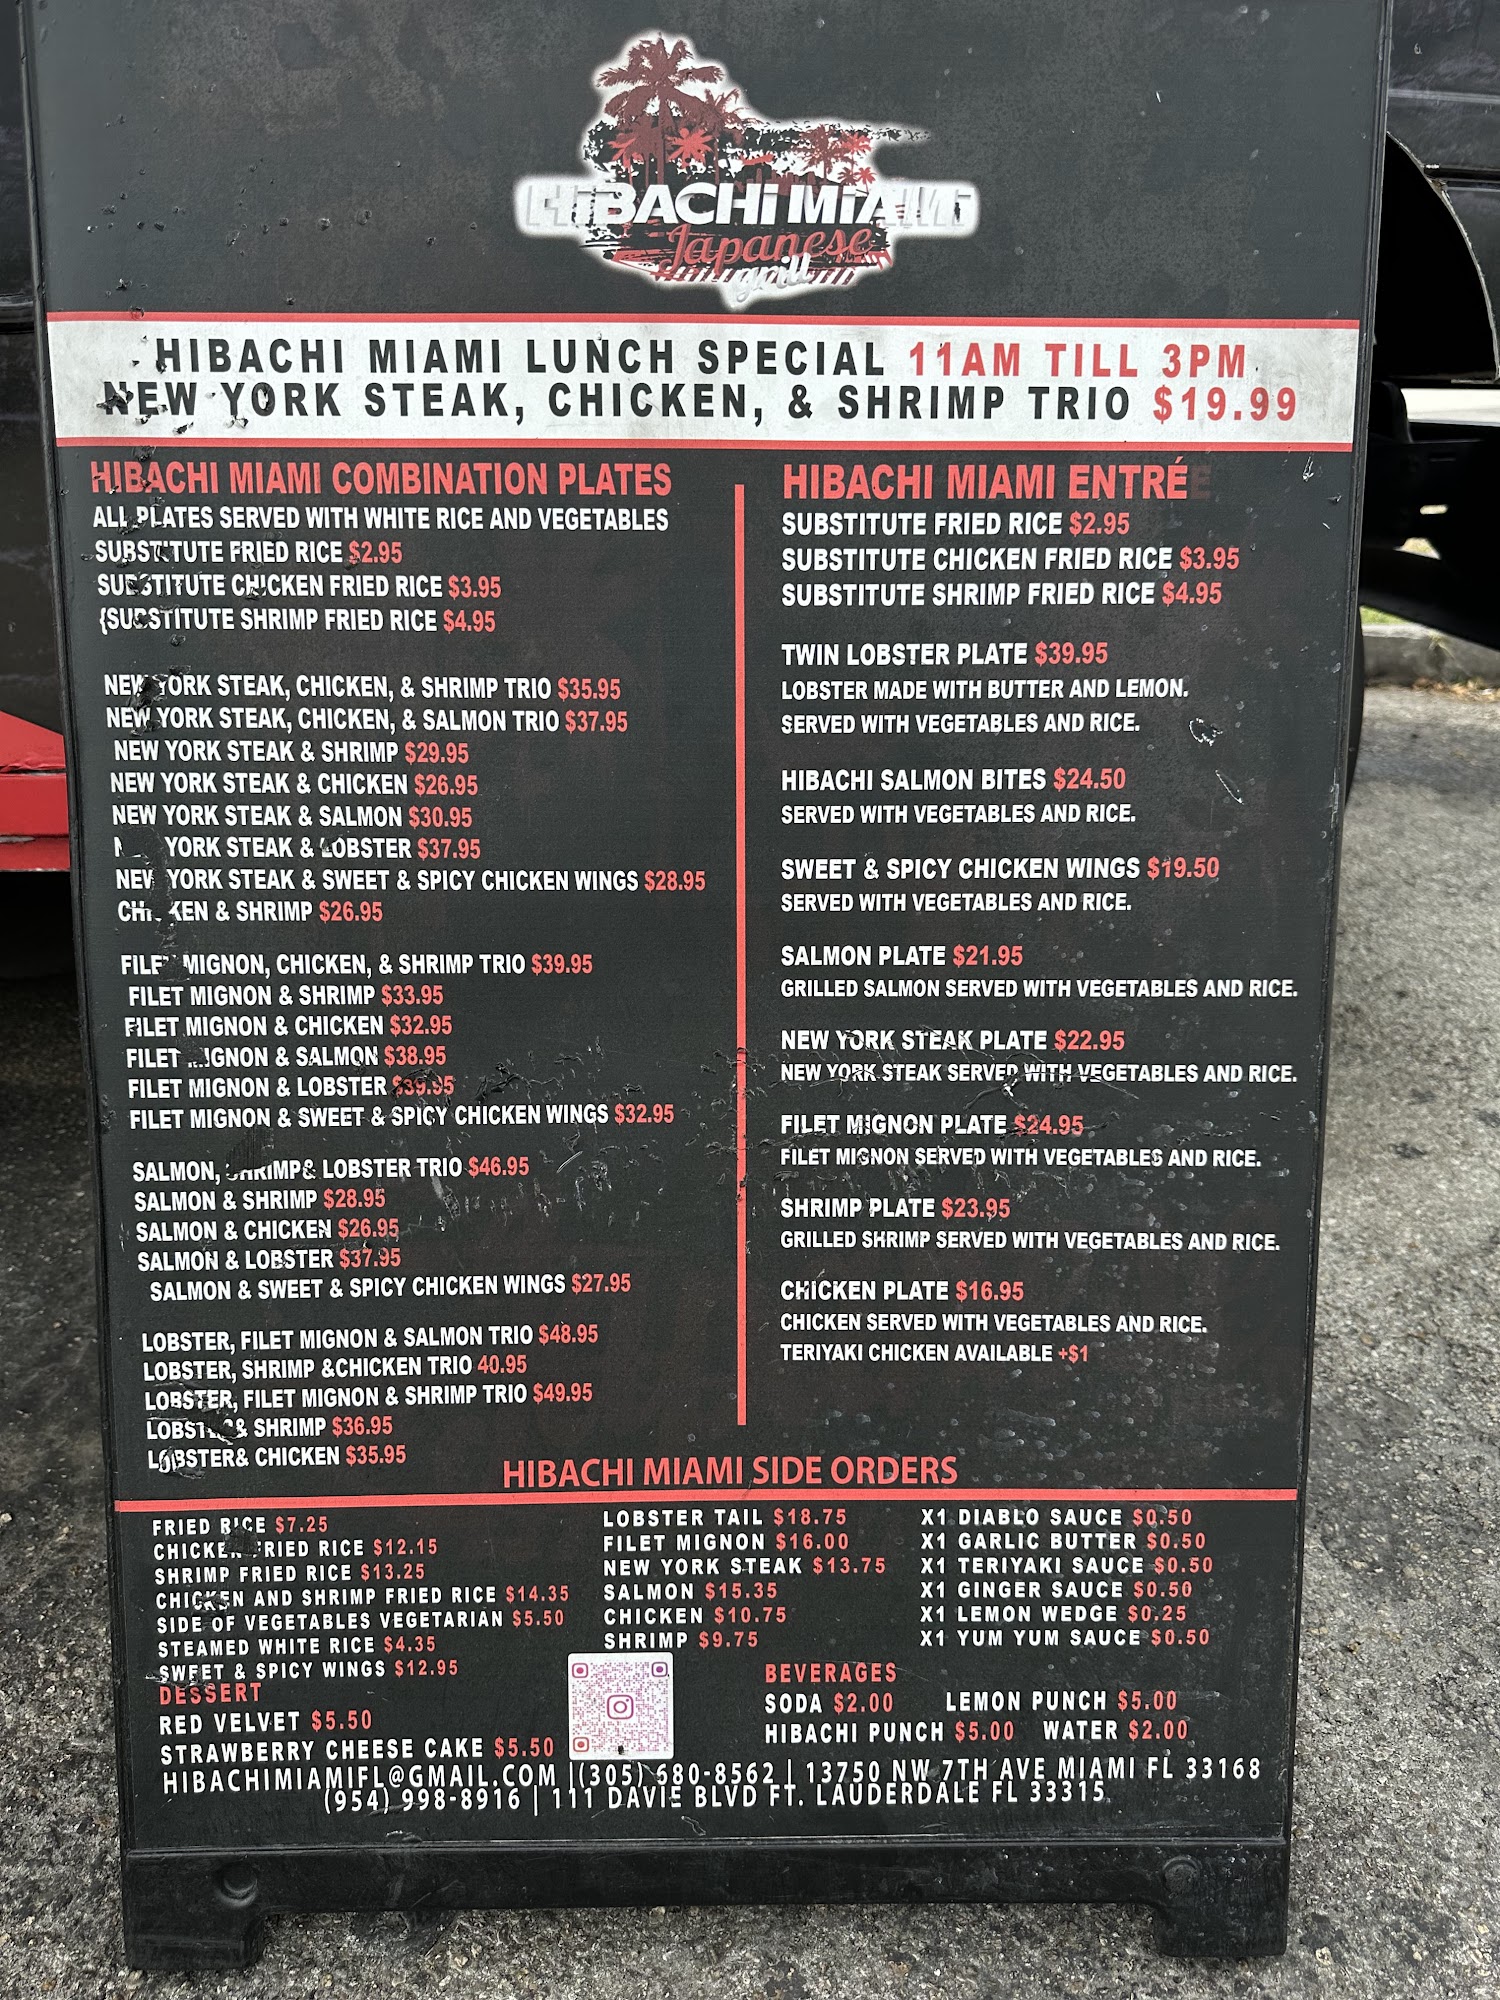 HIBACHI MIAMI
Japanese
grill
HIBACHI MIAMI LUNCH SPECIAL 11AM TILL 3PM
NEW YORK STEAK, CHICKEN, & SHRIMP TRIO $19.99
HIBACHI MIAMI COMBINATION PLATES
ALL PLATES SERVED WITH WHITE RICE AND VEGETABLES
SUBSTITUTE FRIED RICE $2.95
SUBSTITUTE CHICKEN FRIED RICE $3.95
{SUBSTITUTE SHRIMP FRIED RICE $4.95
NEW YORK STEAK, CHICKEN, & SHRIMP TRIO $35.95
NEW YORK STEAK, CHICKEN, & SALMON TRIO $37.95
NEW YORK STEAK & SHRIMP $29.95
NEW YORK STEAK & CHICKEN $26.95
NEW YORK STEAK & SALMON $30.95
YORK STEAK & LOBSTER $37.95
NEW YORK STEAK & SWEET & SPICY CHICKEN WINGS $28.95
CHICKEN & SHRIMP $26.95
FILET MIGNON, CHICKEN, & SHRIMP TRIO $39.95
FILET MIGNON & SHRIMP $33.95
FILET MIGNON & CHICKEN $32.95
FILET MIGNON & SALMON $38.95
FILET MIGNON & LOBSTER $39.95
FILET MIGNON & SWEET & SPICY CHICKEN WINGS $32.95
SALMON, SHRIMP& LOBSTER TRIO $46.95
SALMON & SHRIMP $28.95
SALMON & CHICKEN $26.95
SALMON & LOBSTER $37.95
SALMON & SWEET & SPICY CHICKEN WINGS $27.95
LOBSTER, FILET MIGNON & SALMON TRIO $48.95
LOBSTER, SHRIMP &CHICKEN TRIO 40.95
LOBSTER, FILET MIGNON & SHRIMP TRIO $49.95
LOBSTER & SHRIMP $36.95
LOBSTER& CHICKEN $35.95
HIBACHI MIAMI ENTRÉE
SUBSTITUTE FRIED RICE $2.95
SUBSTITUTE CHICKEN FRIED RICE $3.95
SUBSTITUTE SHRIMP FRIED RICE $4.95
TWIN LOBSTER PLATE $39.95
LOBSTER MADE WITH BUTTER AND LEMON.
SERVED WITH VEGETABLES AND RICE.
HIBACHI SALMON BITES $24.50
SERVED WITH VEGETABLES AND RICE.
SWEET & SPICY CHICKEN WINGS $19.50
SERVED WITH VEGETABLES AND RICE.
SALMON PLATE $21.95
GRILLED SALMON SERVED WITH VEGETABLES AND RICE.
NEW YORK STEAK PLATE $22.95
NEW YORK STEAK SERVED WITH VEGETABLES AND RICE.
FILET MIGNON PLATE $24.95
FILET MIGNON SERVED WITH VEGETABLES AND RICE.
SHRIMP PLATE $23.95
GRILLED SHRIMP SERVED WITH VEGETABLES AND RICE.
CHICKEN PLATE $16.95
CHICKEN SERVED WITH VEGETABLES AND RICE.
TERIYAKI CHICKEN AVAILABLE +$1
HIBACHI MIAMI SIDE ORDERS
FRIED RICE $7.25
CHICKEN FRIED RICE $12.15
SHRIMP FRIED RICE $13.25
CHICKEN AND SHRIMP FRIED RICE $14.35
SIDE OF VEGETABLES VEGETARIAN $5.50
STEAMED WHITE RICE $4.35
SWEET & SPICY WINGS $12.95
LOBSTER TAIL $18.75
FILET MIGNON $16.00
NEW YORK STEAK $13.75
SALMON $15.35
CHICKEN $10.75
SHRIMP $9.75
X1 DIABLO SAUCE $0.50
X1 GARLIC BUTTER $0.50
X1 TERIYAKI SAUCE $0.50
X1 GINGER SAUCE $0.50
X1 LEMON WEDGE $0.25
X1 YUM YUM SAUCE $0.50
DESSERT
RED VELVET $5.50
STRAWBERRY CHEESE CAKE $5.50
BEVERAGES
SODA $2.00 LEMON PUNCH $5.00
HIBACHI PUNCH $5.00 WATER $2.00
HIBACHIMIAMIFL@GMAIL.COM |(305) 680-8562 | 13750 NW 7TH AVE MIAMI FL 33168
(954) 998-8916 | 111 DAVIE BLVD FT. LAUDERDALE FL 33315